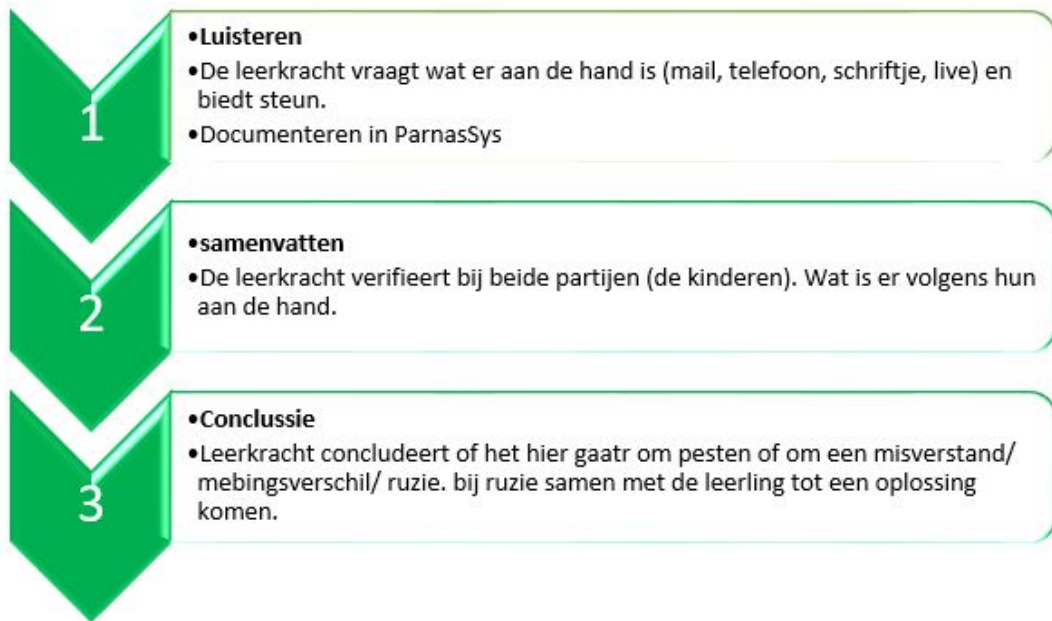 1
•Luisteren
•De leerkracht vraagt wat er aan de hand is (mail, telefoon, schriftje, live) en
biedt steun.
•Documenteren in ParnasSys
2
•samenvatten
•De leerkracht verifieert bij beide partijen (de kinderen). Wat is er volgens hun
aan de hand.
3
•Conclussie
•Leerkracht concludeert of het hier gaatr om pesten of om een misverstand/
mebingsverschil/ ruzie. bij ruzie samen met de leerling tot een oplossing
komen.